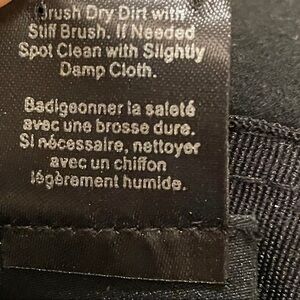 Brush Dry Dirt with
Stiff Brush. If Needed
Spot Clean with Slightly
Damp Cloth.
Badigeonner la saleté
avec une brosse dure.
Si nécessaire, nettoyer
avec un chiffon
légèrement humide.